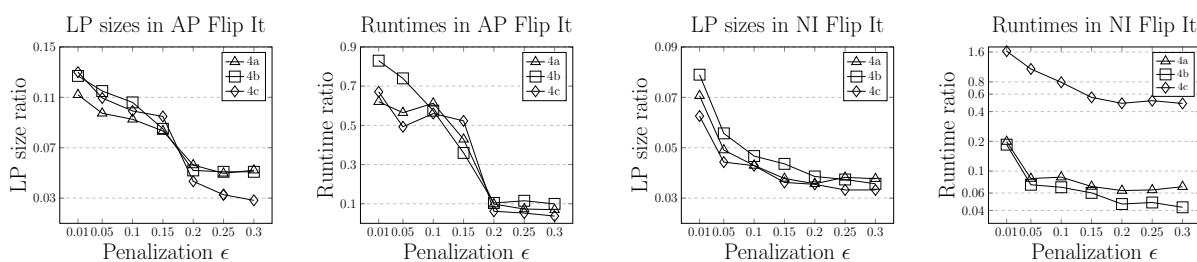 LP sizes in AP Flip It
LP size ratio
0.15
0.11
0.07
0.03
4a
4b
4c
0.01 0.05 0.1 0.15 0.2 0.25 0.3
Penalization ϵ
Runtimes in AP Flip It
Runtime ratio
0.9
0.7
0.5
0.3
0.1
4a
4b
4c
0.01 0.05 0.1 0.15 0.2 0.25 0.3
Penalization ϵ
LP sizes in NI Flip It
LP size ratio
0.09
0.07
0.05
0.03
4a
4b
4c
0.01 0.05 0.1 0.15 0.2 0.25 0.3
Penalization ϵ
Runtimes in NI Flip It
Runtime ratio
1.6
0.8
0.6
0.4
0.2
0.1
0.06
0.04
4a
4b
4c
0.01 0.05 0.1 0.15 0.2 0.25 0.3
Penalization ϵ